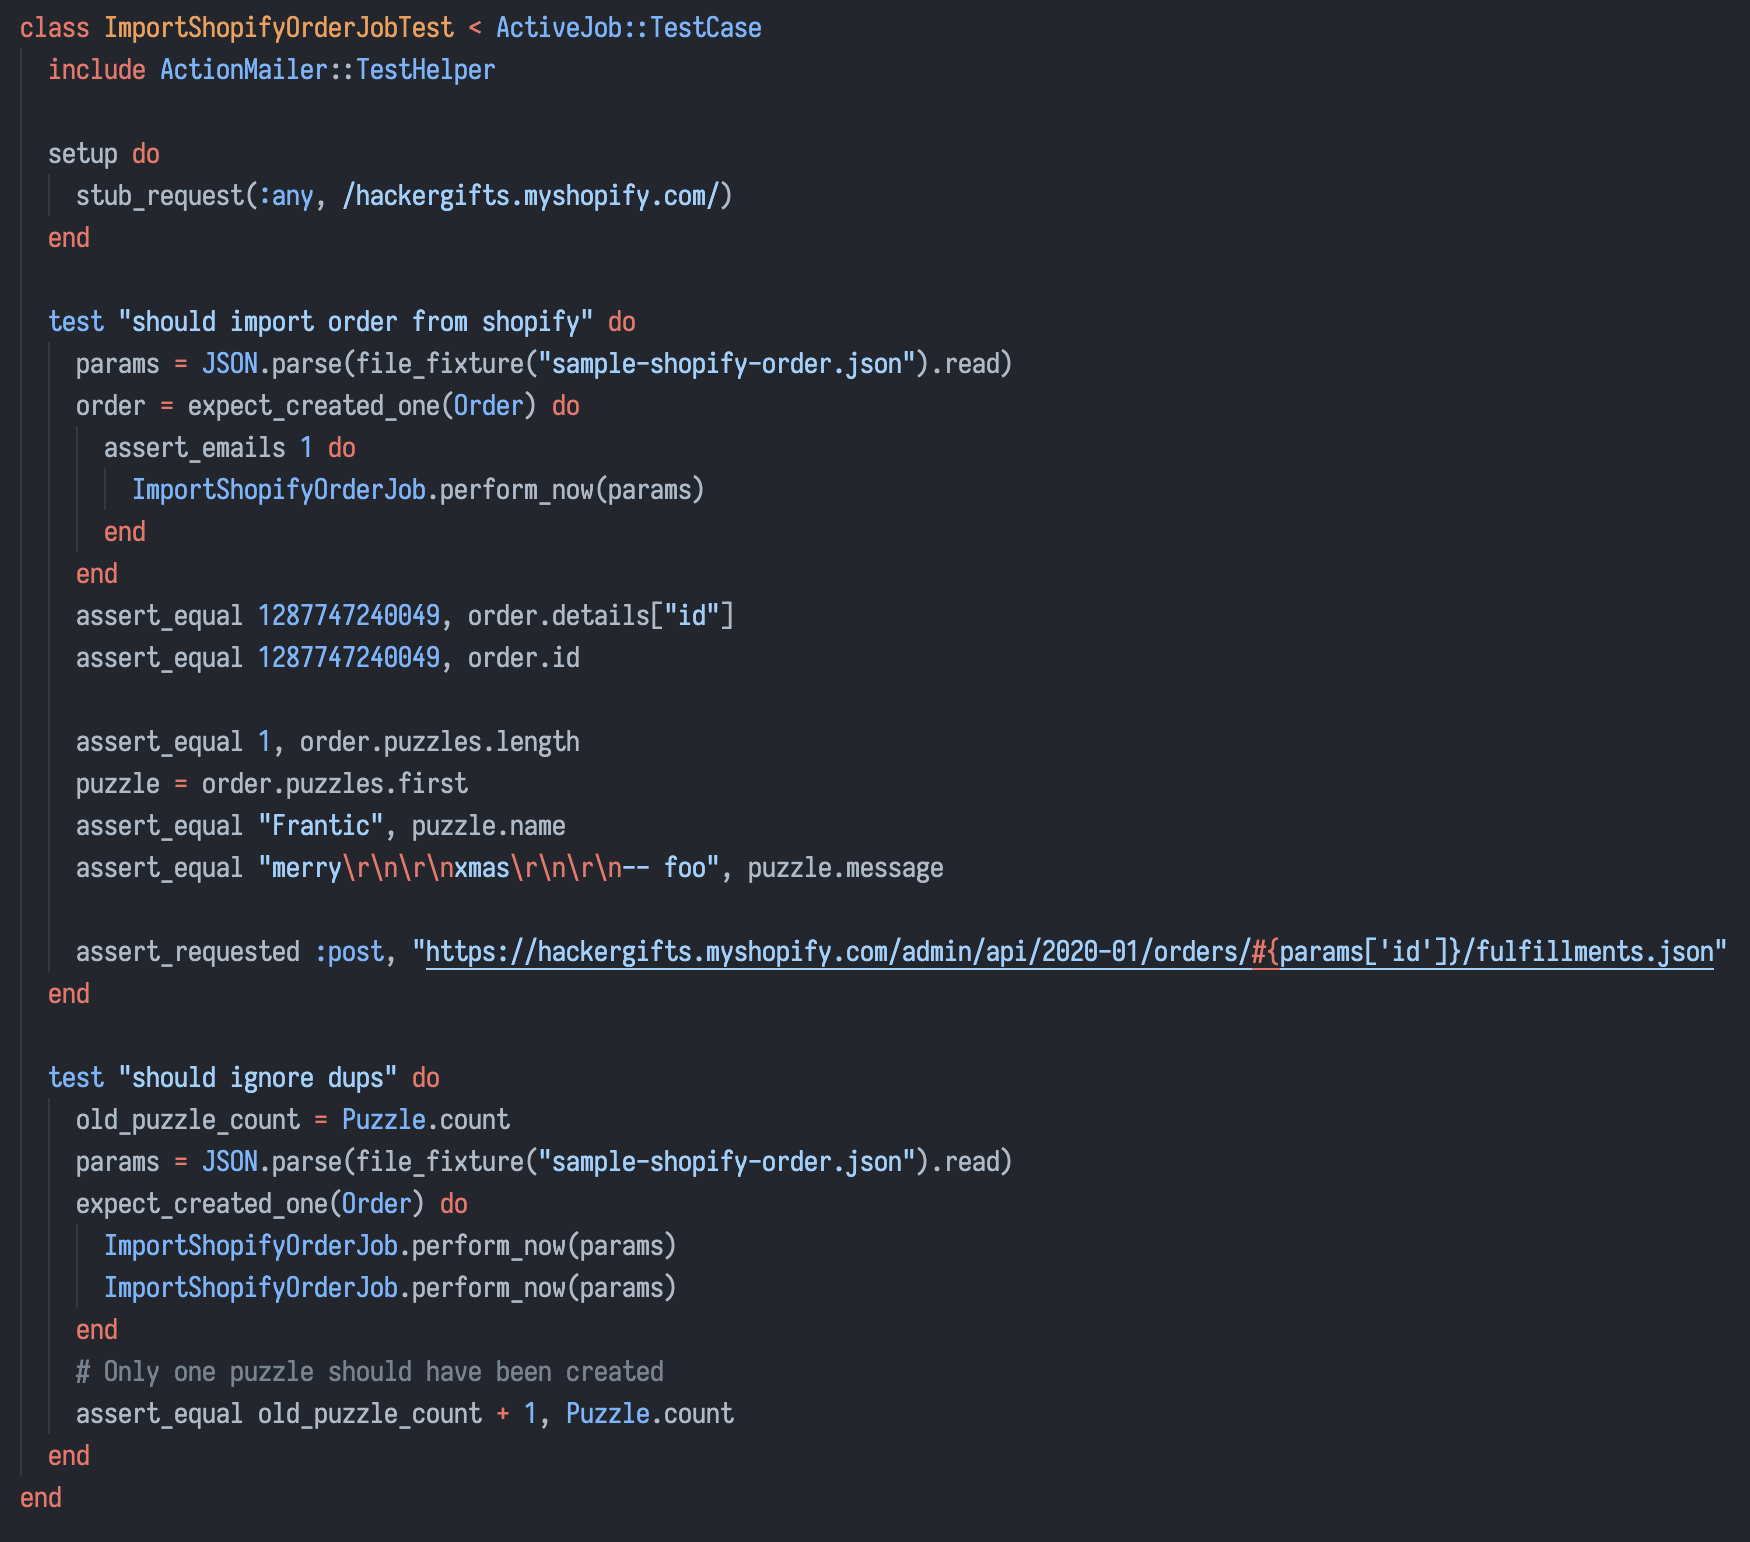 class ImportShopifyOrderJobTest < ActiveJob::TestCase
  include ActionMailer::TestHelper

  setup do
    stub_request(:any, /hackergifts.myshopify.com/)
  end

  test "should import order from shopify" do
    params = JSON.parse(file_fixture("sample-shopify-order.json").read)
    order = expect_created_one(Order) do
      assert_emails 1 do
        ImportShopifyOrderJob.perform_now(params)
      end
    end
    assert_equal 1287747240049, order.details["id"]
    assert_equal 1287747240049, order.id

    assert_equal 1, order.puzzles.length
    puzzle = order.puzzles.first
    assert_equal "Frantic", puzzle.name
    assert_equal "merry\r\n\r\nxmas\r\n\r\n-- foo", puzzle.message

    assert_requested :post, "https://hackergifts.myshopify.com/admin/api/2020-01/orders/#{params['id']}/fulfillments.json"
  end

  test "should ignore dups" do
    old_puzzle_count = Puzzle.count
    params = JSON.parse(file_fixture("sample-shopify-order.json").read)
    expect_created_one(Order) do
      ImportShopifyOrderJob.perform_now(params)
      ImportShopifyOrderJob.perform_now(params)
    end
    # Only one puzzle should have been created
    assert_equal old_puzzle_count + 1, Puzzle.count
  end
end